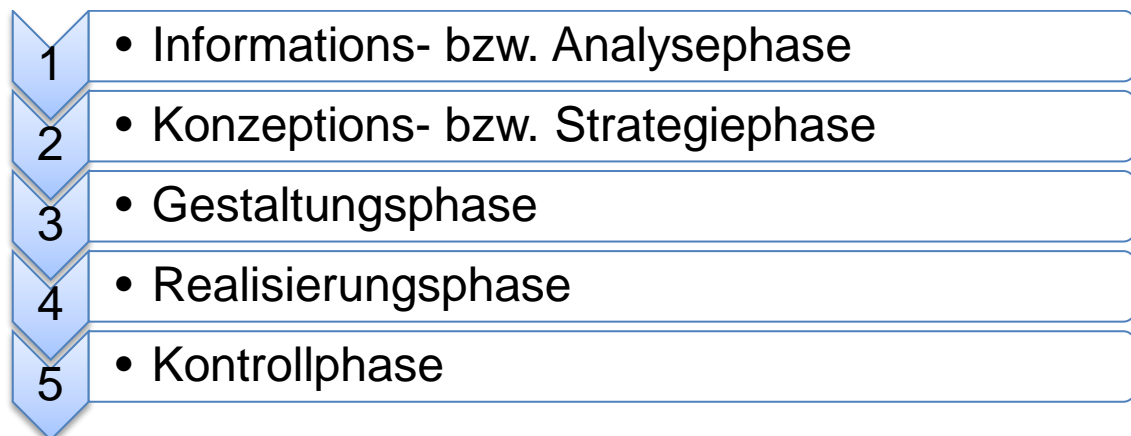 1 • Informations- bzw. Analysephase
2 • Konzeptions- bzw. Strategiephase
3 • Gestaltungsphase
4 • Realisierungsphase
5 • Kontrollphase